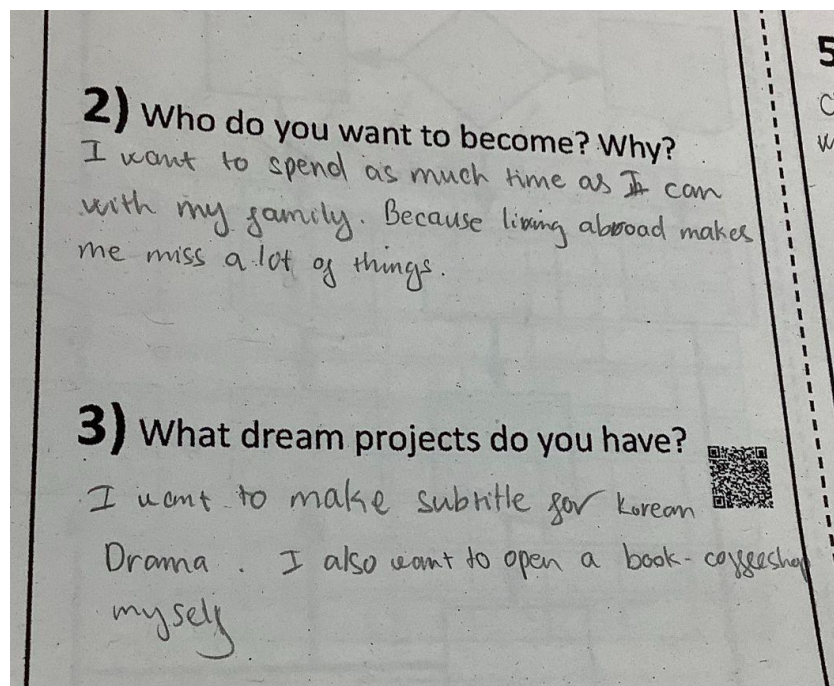 2) Who do you want to become? Why?
I want to spend as much time as I can
with my family. Because living abroad makes
me miss a lot of things.
3) What dream projects do you have?
I want to make subtitle for Korean
Drama. I also want to open a book-coffeeshop
myself
5